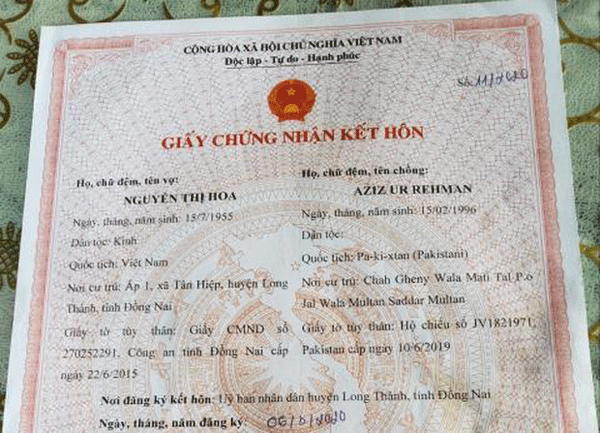 CỘNG HÒA XÃ HỘI CHỦ NGHĨA VIỆT NAM
Độc lập - Tự do - Hạnh phúc
Số: 11/2020
GIẤY CHỨNG NHẬN KẾT HÔN
Họ, chữ đệm, tên vợ:
NGUYỄN THỊ HOA
Ngày, tháng, năm sinh: 15/7/1955
Dân tộc: Kinh
Quốc tịch: Việt Nam
Nơi cư trú: Ấp 1, xã Tân Hiệp, huyện Long
Thành, tỉnh Đồng Nai
Giấy tờ tùy thân: Giấy CMND số
270252291, Công an tỉnh Đồng Nai cấp
ngày 22/6/2015
Họ, chữ đệm, tên chồng:
AZIZ UR REHMAN
Ngày, tháng, năm sinh: 15/02/1996
Dân tộc:
Quốc tịch: Pa-ki-xtan (Pakistani)
Nơi cư trú: Chah Gheny Wala Mati Tal P.o
Jal Wala Multan Saddar Multan
Giấy tờ tùy thân: Hộ chiếu số JV1821971,
Pakistan cấp ngày 10/6/2019
Nơi đăng ký kết hôn: Uỷ ban nhân dân huyện Long Thành, tỉnh Đồng Nai
Ngày, tháng, năm đăng ký: